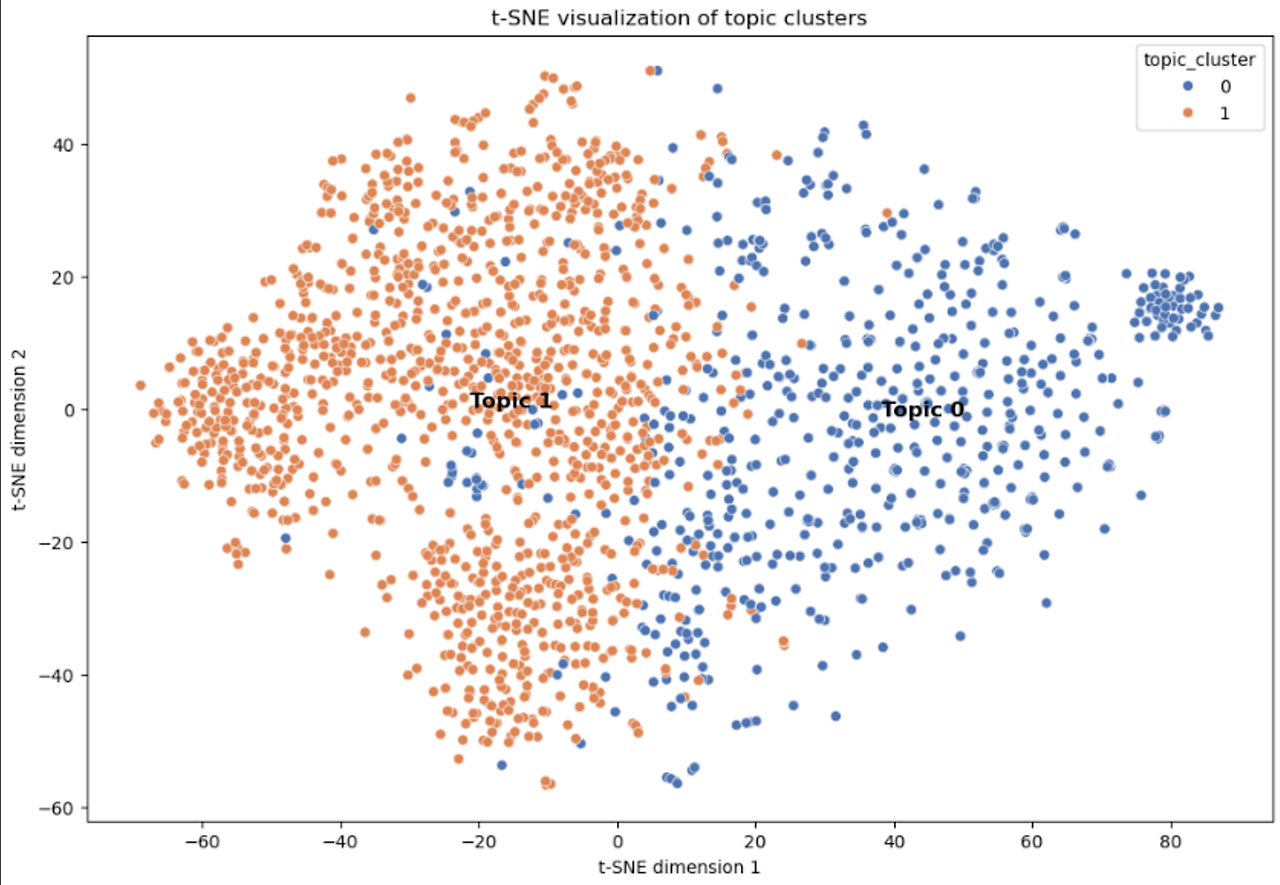 t-SNE visualization of topic clusters
topic_cluster
0
1
40
20
0
−20
−40
−60
t-SNE dimension 2
Topic 1
Topic 0
−60 −40 −20 0 20 40 60 80
t-SNE dimension 1